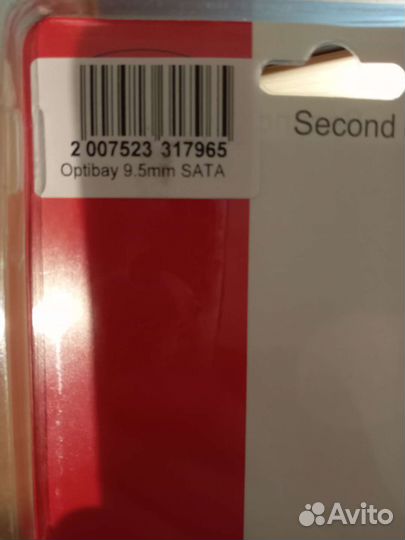 2 007523 317965
Optibay 9.5mm SATA
Second
Avito